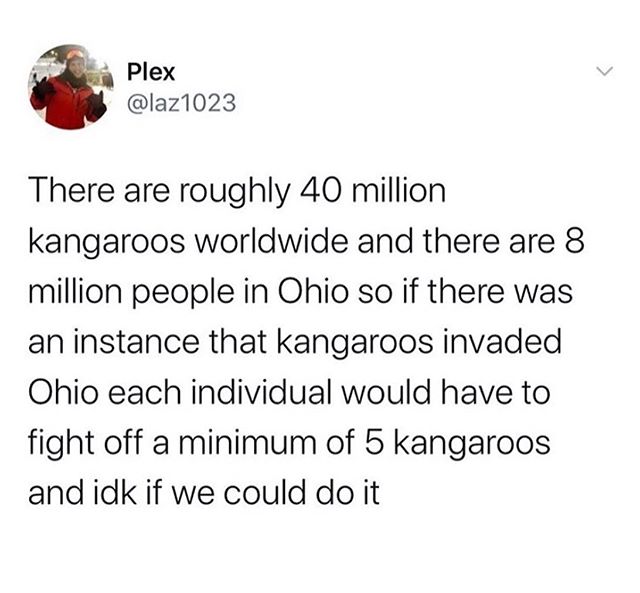 Plex
@laz1023
There are roughly 40 million
kangaroos worldwide and there are 8
million people in Ohio so if there was
an instance that kangaroos invaded
Ohio each individual would have to
fight off a minimum of 5 kangaroos
and idk if we could do it